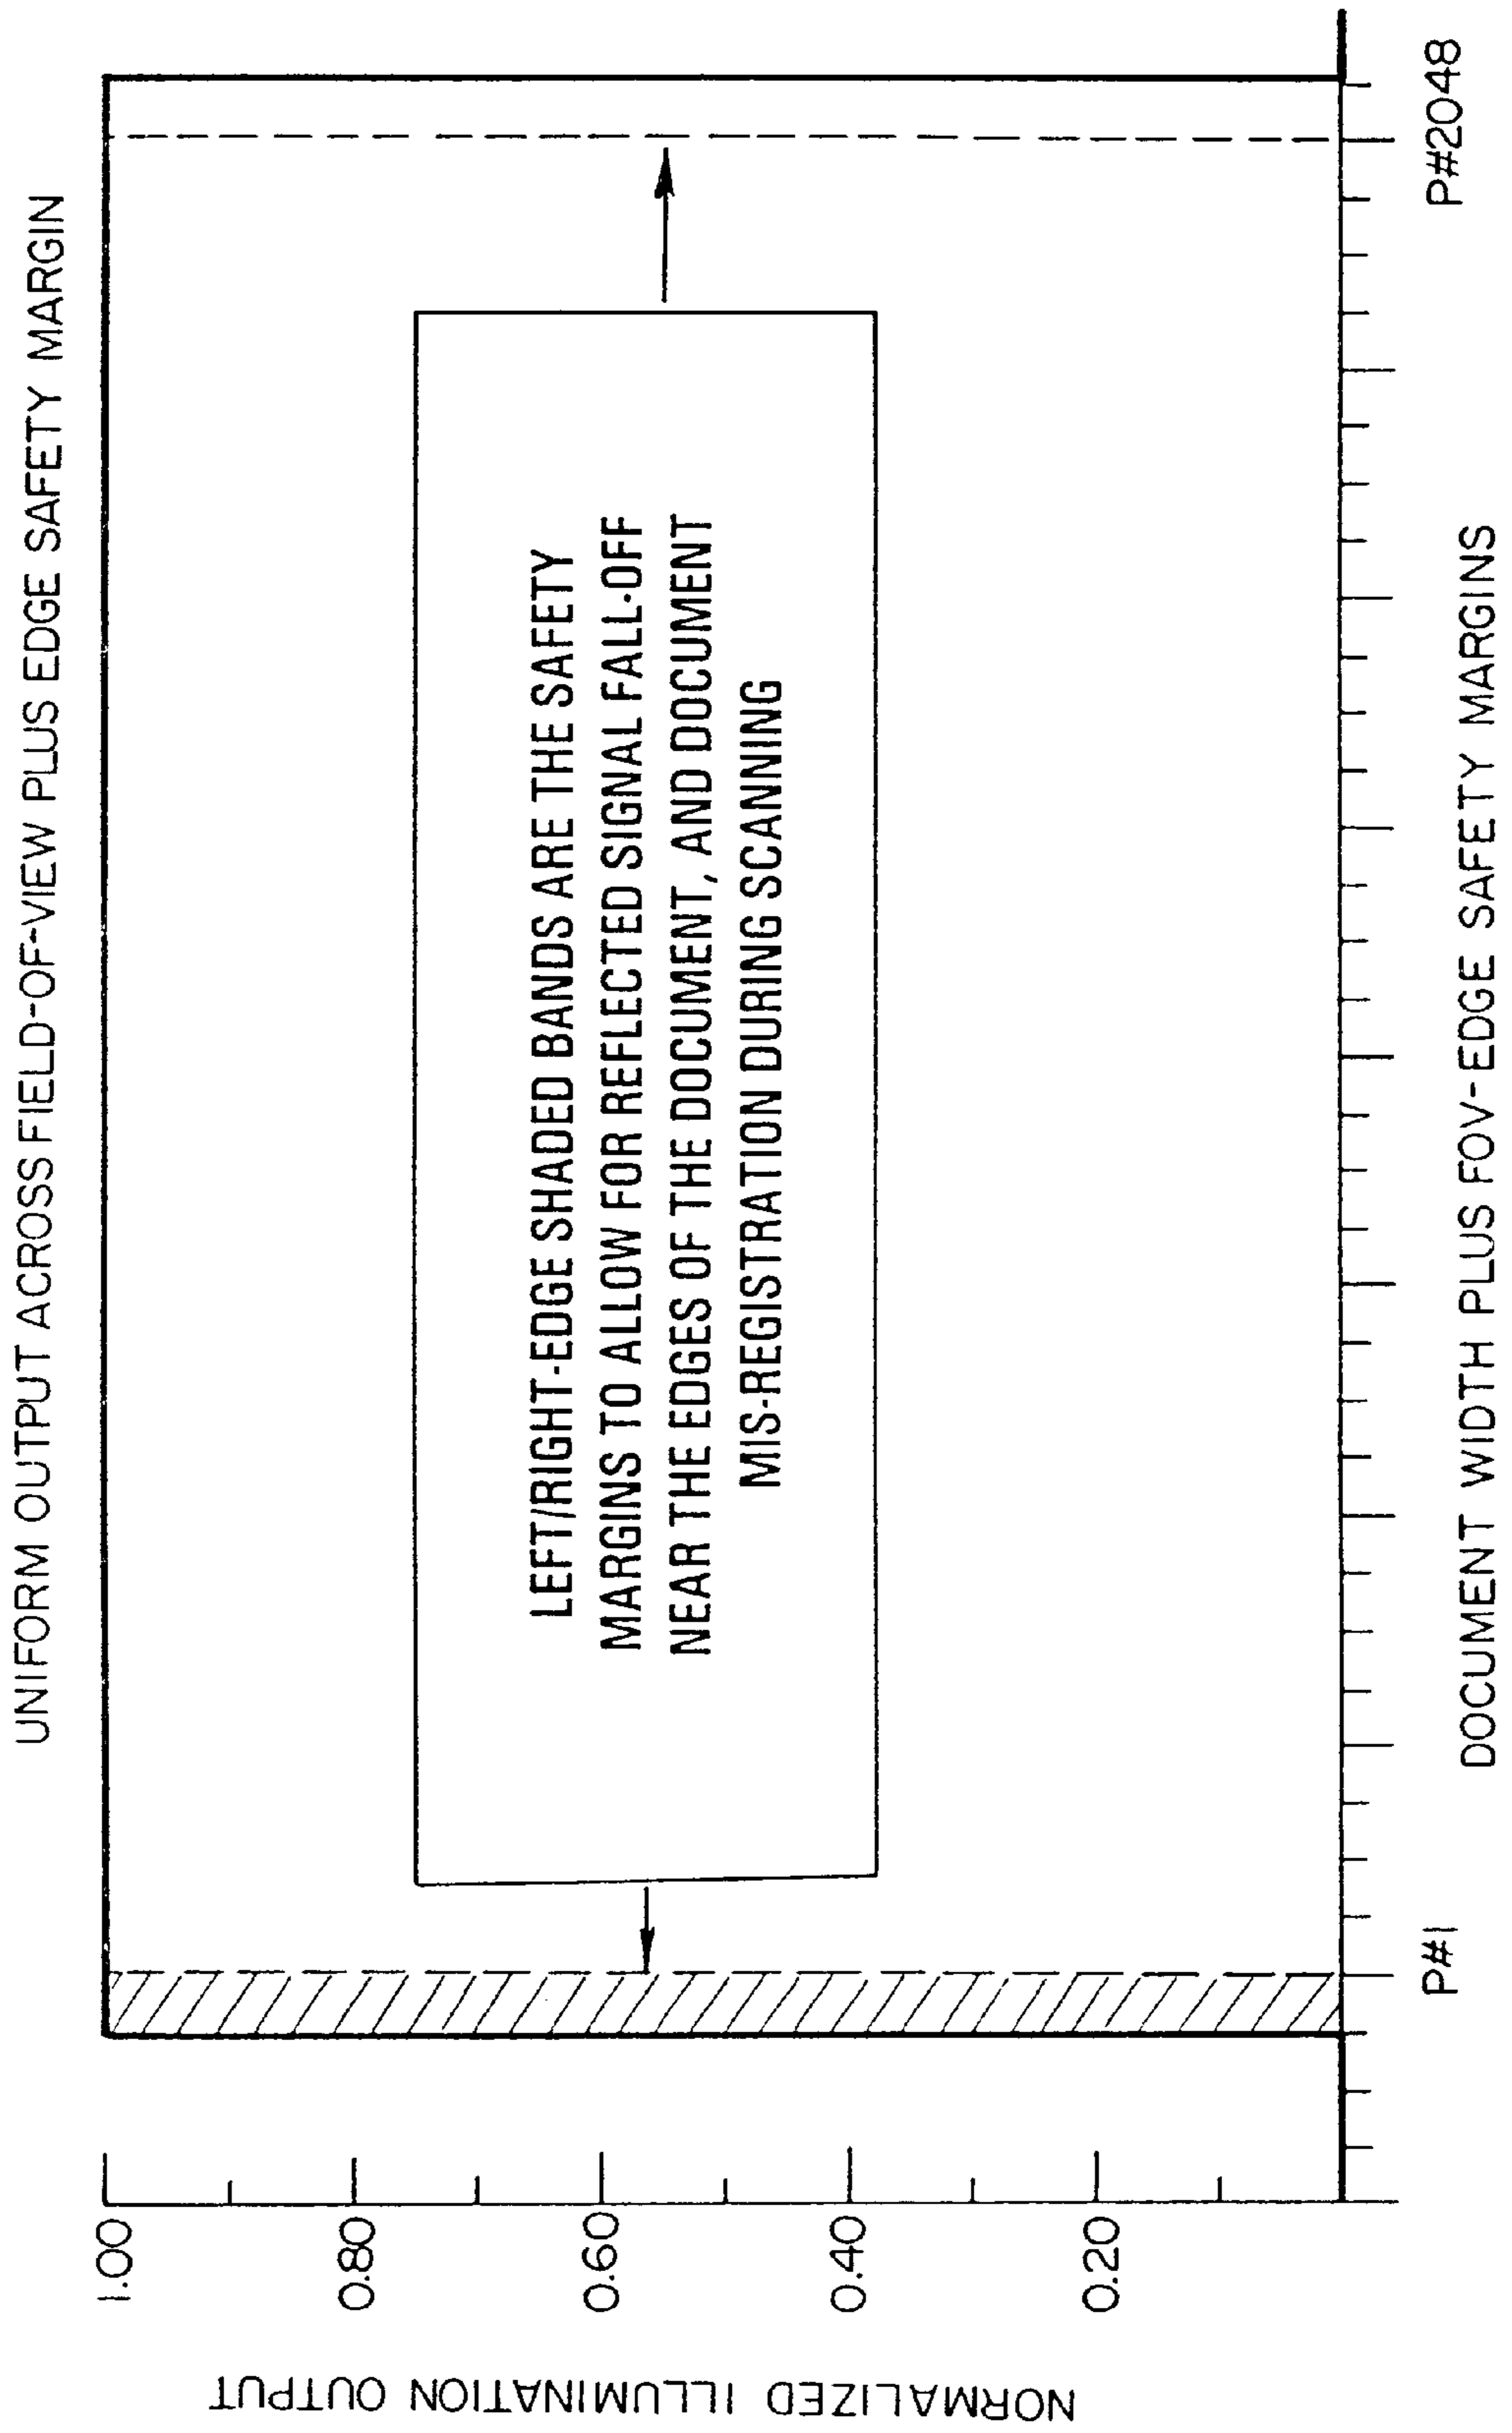 UNIFORM OUTPUT ACROSS FIELD-OF-VIEW PLUS EDGE SAFETY MARGIN
NORMALIZED ILLUMINATION OUTPUT
1.00
0.80
0.60
0.40
0.20
LEFT/RIGHT-EDGE SHADED BANDS ARE THE SAFETY
MARGINS TO ALLOW FOR REFLECTED SIGNAL FALL-OFF
NEAR THE EDGES OF THE DOCUMENT, AND DOCUMENT
MIS-REGISTRATION DURING SCANNING
P#1
P#2048
DOCUMENT WIDTH PLUS FOV-EDGE SAFETY MARGINS